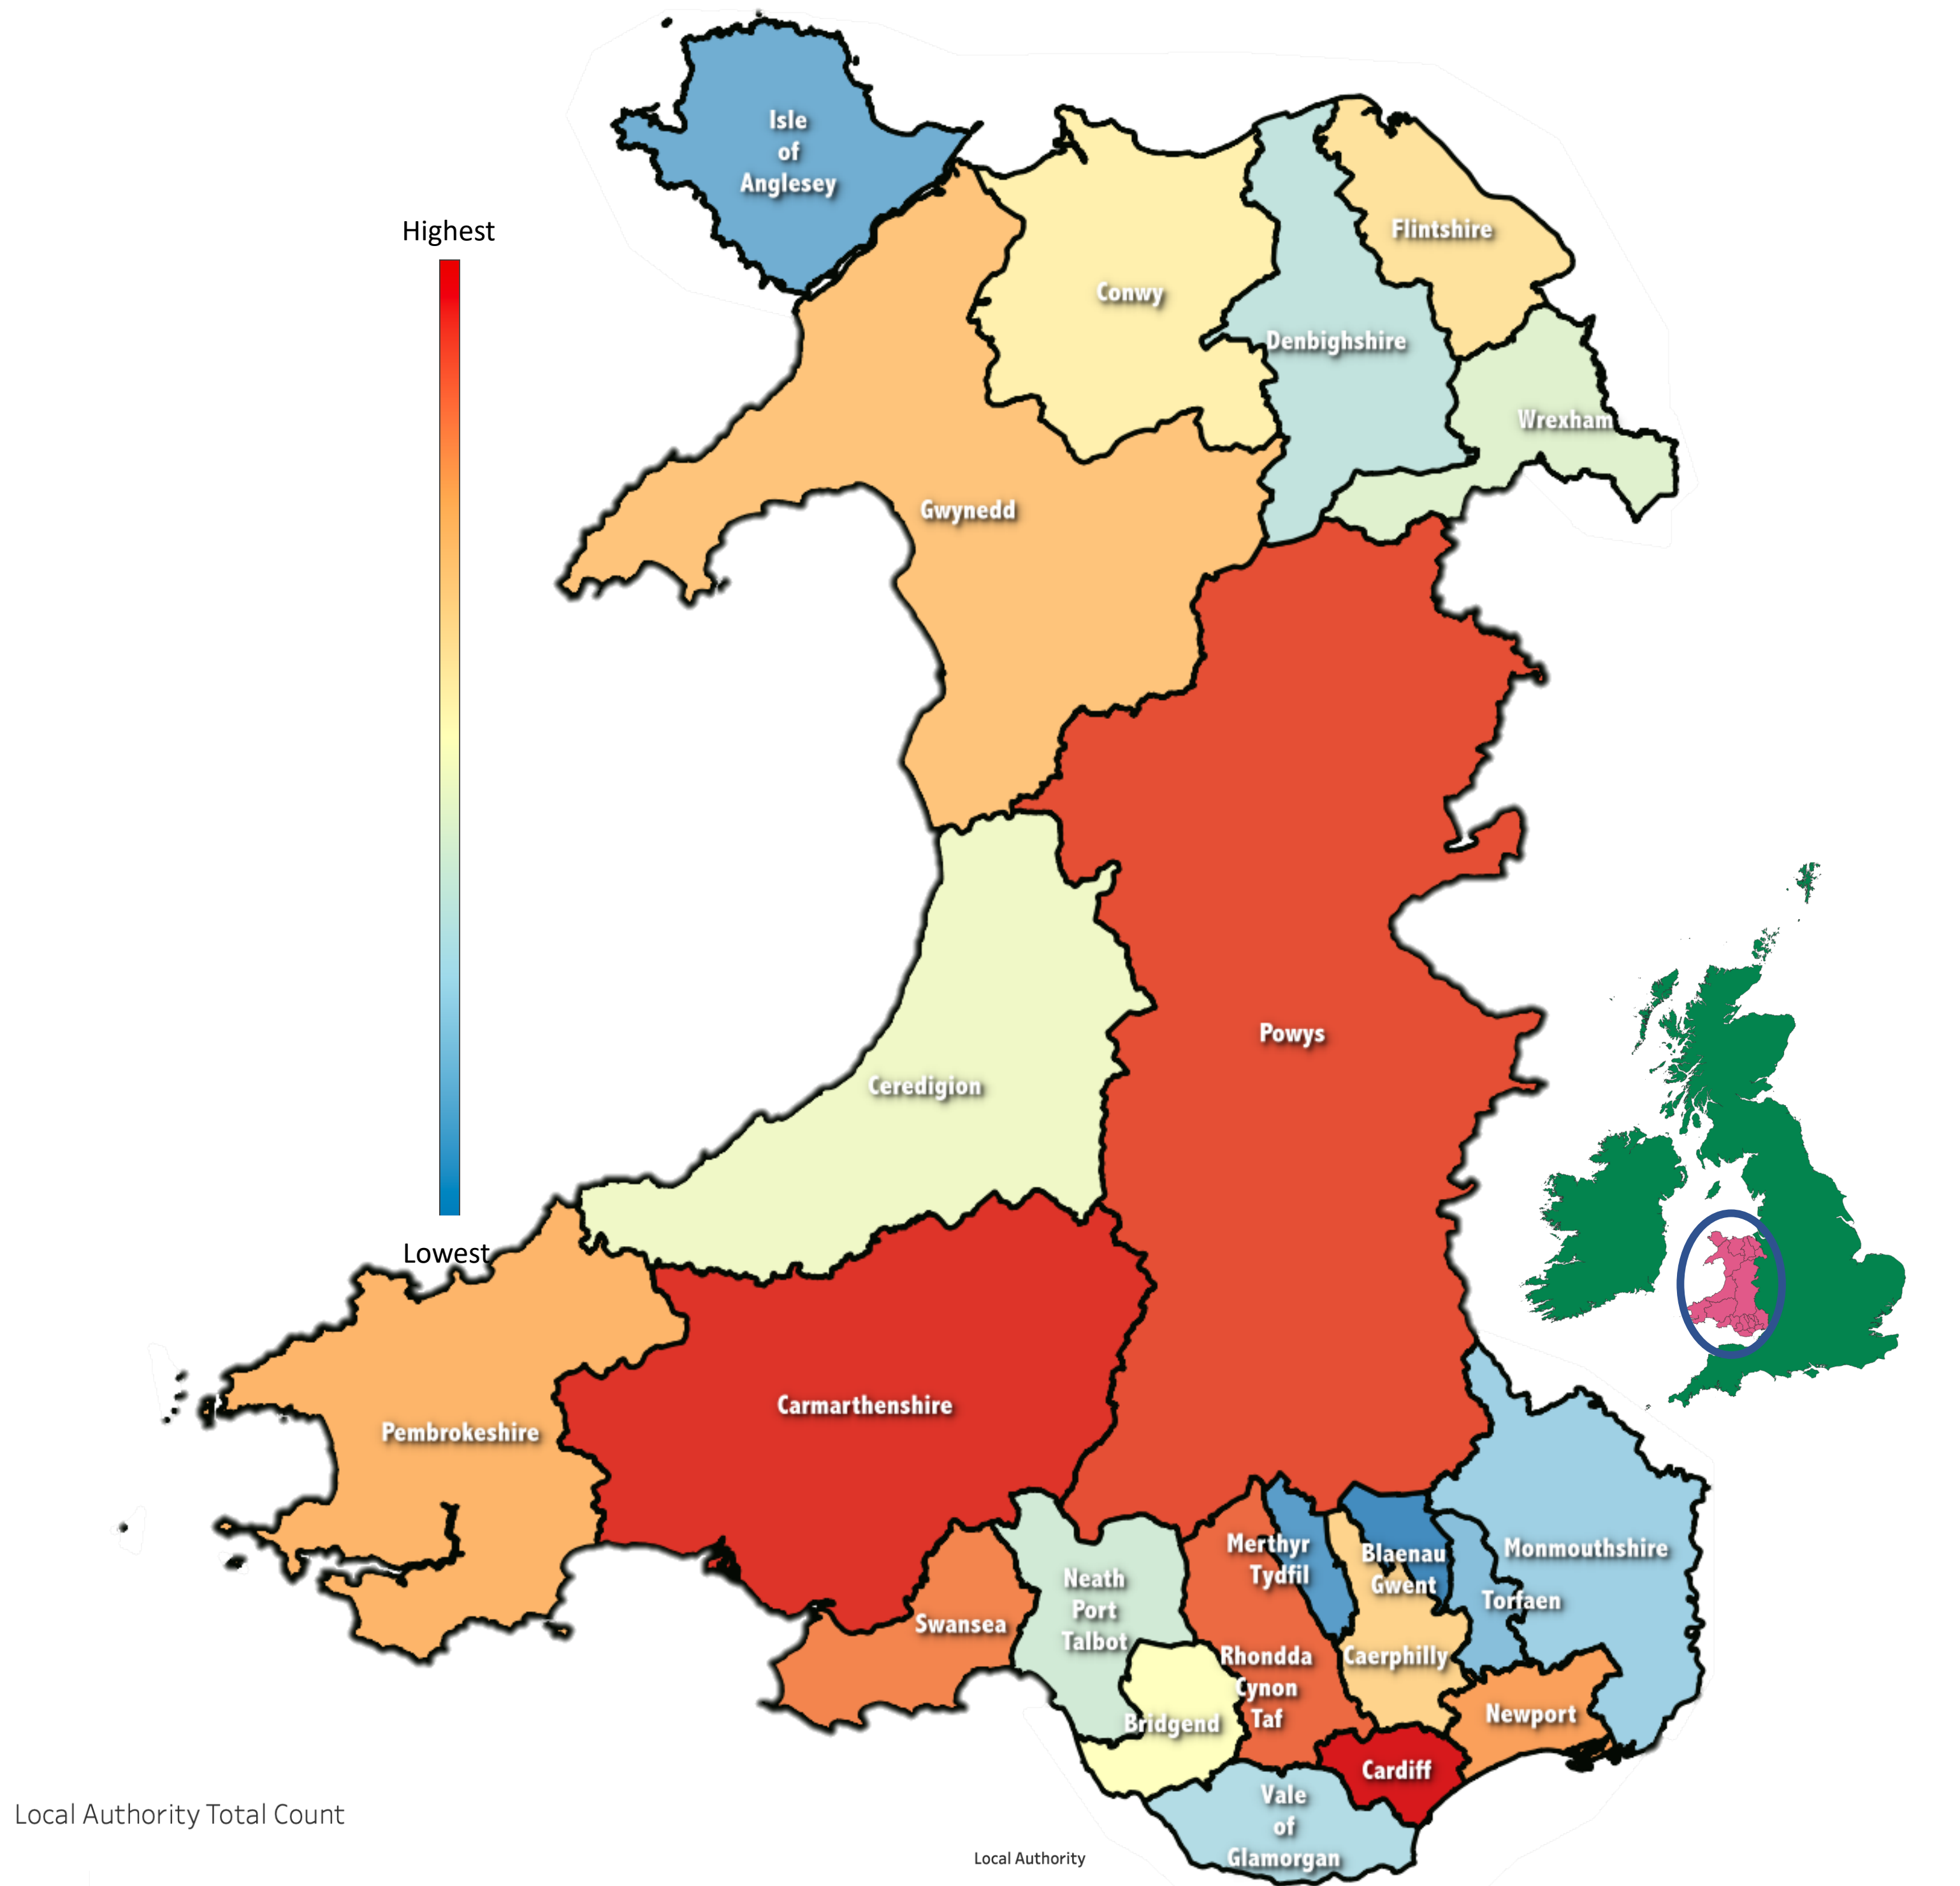 Isle
of
Anglesey
Highest
Flintshire
Conwy
Denbighshire
Wrexham
Gwynedd
Powys
Ceredigion
Lowest
Carmarthenshire
Pembrokeshire
Merthyr
Tydfil
Blaenau
Gwent
Monmouthshire
Torfaen
Neath
Port
Talbot
Swansea
Rhondda
Cynon
Taf
Caerphilly
Bridgend
Newport
Cardiff
Vale
of
Glamorgan
Local Authority Total Count
Local Authority